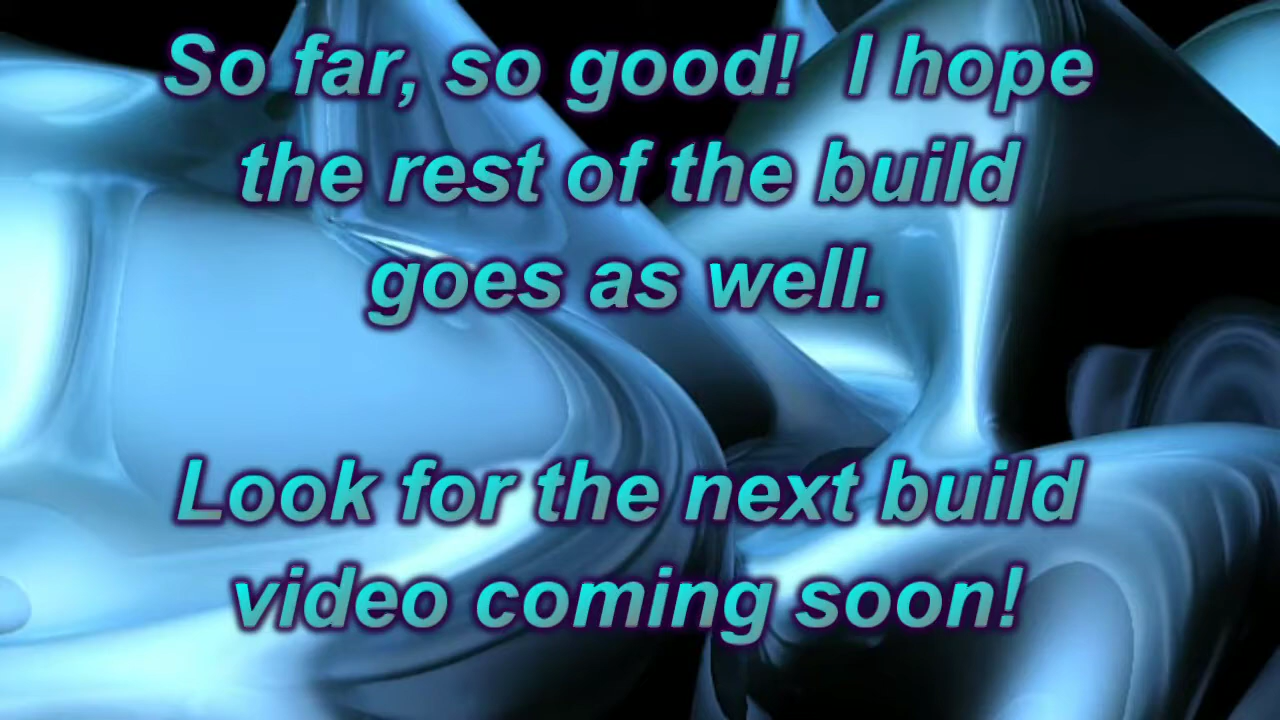 So far, so good!  I hope
the rest of the build
goes as well.
Look for the next build
video coming soon!